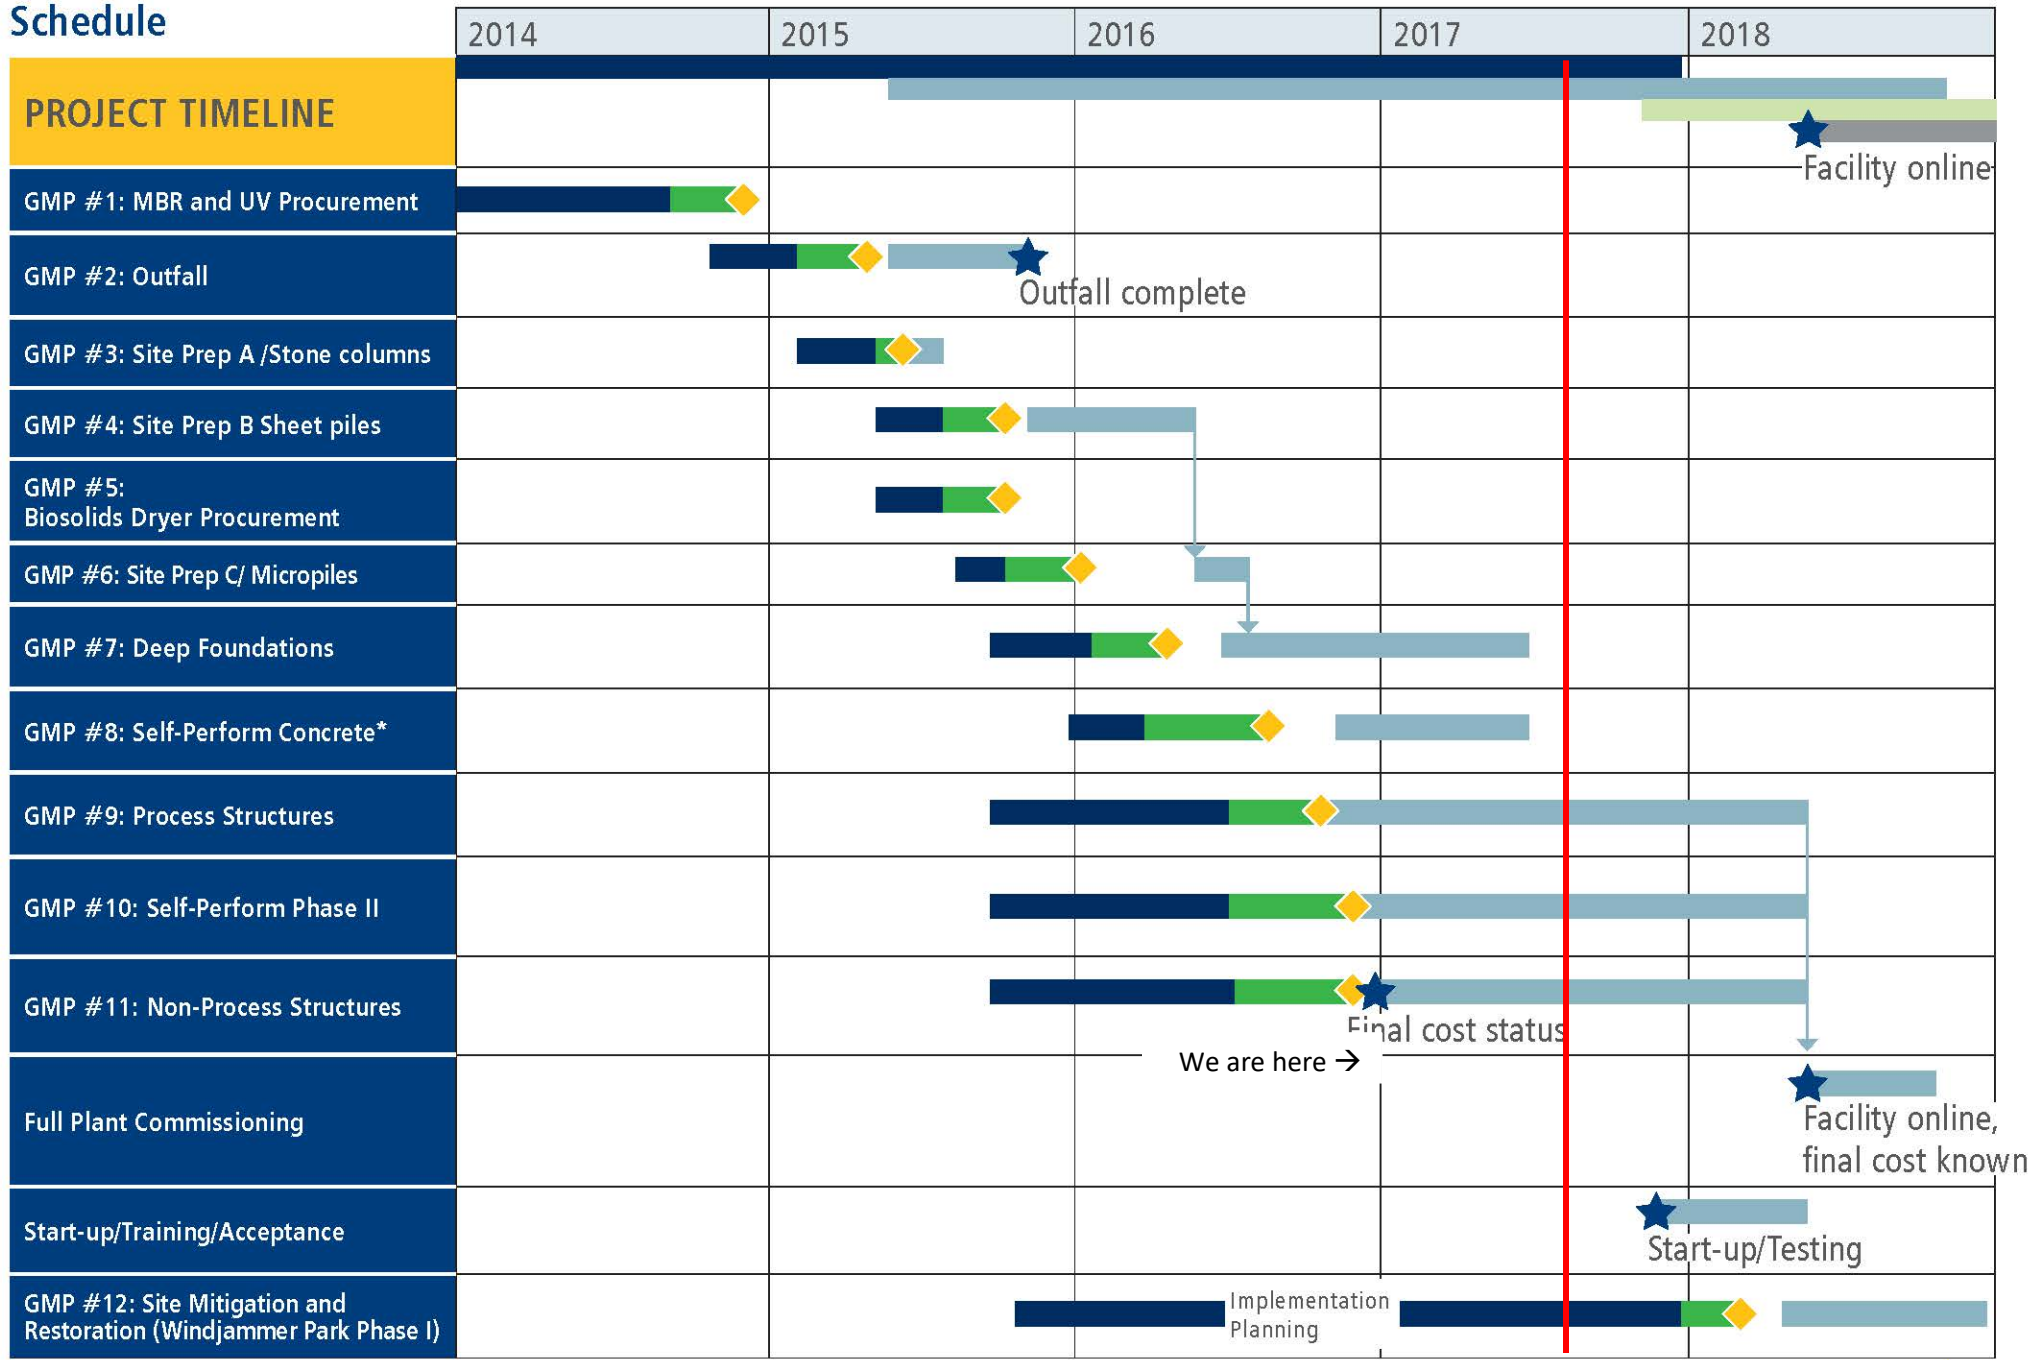 Schedule
2014 2015 2016 2017 2018
PROJECT TIMELINE
Facility online
GMP #1: MBR and UV Procurement
GMP #2: Outfall
Outfall complete
GMP #3: Site Prep A /Stone columns
GMP #4: Site Prep B Sheet piles
GMP #5:
Biosolids Dryer Procurement
GMP #6: Site Prep C/ Micropiles
GMP #7: Deep Foundations
GMP #8: Self-Perform Concrete*
GMP #9: Process Structures
GMP #10: Self-Perform Phase II
GMP #11: Non-Process Structures
Final cost status
We are here →
Full Plant Commissioning
Facility online,
final cost known
Start-up/Training/Acceptance
Start-up/Testing
GMP #12: Site Mitigation and
Restoration (Windjammer Park Phase I)
Implementation
Planning